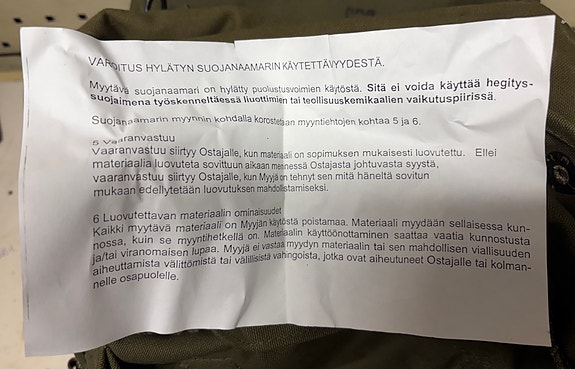 VAROITUS HYLÄTYN SUOJANAAMARIN KÄYTETTÄVYYDESTÄ.
Myytävä suojanaamari on hylätty puolustusvoimien käytöstä. Sitä ei voida käyttää hegitys-
suojaimena työskenneltäessä liuottimien tai teollisuuskemikaalien vaikutuspiirissä.
Suojanaamarin myynnin kohdalla korostetaan myyntiehtojen kohtaa 5 ja 6.
5 Vaaranvastuu
Vaaranvastuu siirtyy Ostajalle, kun materiaali on sopimuksen mukaisesti luovutettu. Ellei
materiaalia luovuteta sovittuun aikaan mennessä Ostajasta johtuvasta syystä,
vaaranvastuu siirtyy Ostajalle, kun Myyjä on tehnyt sen mitä häneltä sovitun
mukaan edellytetään luovutuksen mahdollistamiseksi.
6 Luovutettavan materiaalin ominaisuudet
Kaikki myytävä materiaali on Myyjän käytöstä poistamaa. Materiaali myydään sellaisessa kun-
nossa, kuin se myyntihetkellä on. Materiaalin käyttöönottaminen saattaa vaatia kunnostusta
ja/tai viranomaisen lupaa. Myyjä ei vastaa myydyn materiaalin tai sen mahdollisen viallisuuden
aiheuttamista välittömistä tai välillisistä vahingoista, jotka ovat aiheutuneet Ostajalle tai kolman-
nelle osapuolelle.